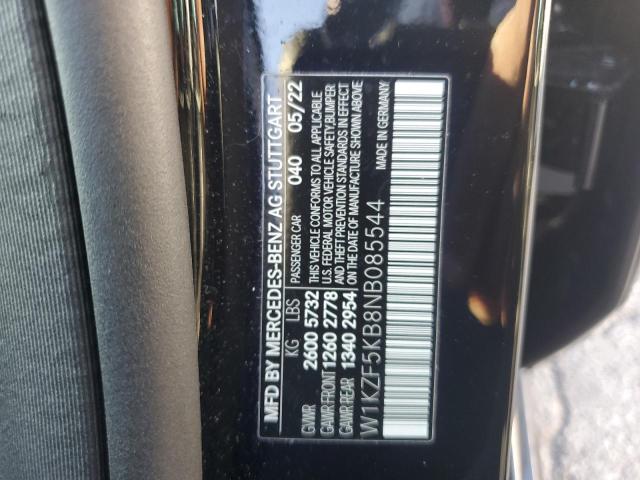 MFD BY MERCEDES-BENZ AG STUTTGART
KG LBS PASSENGER CAR 040 05/22
GVWR 2600 5732 THIS VEHICLE CONFORMS TO ALL APPLICABLE
GAWR FRONT 1260 2778 U.S. FEDERAL MOTOR VEHICLE SAFETY, BUMPER
GAWR REAR 1340 2954 AND THEFT PREVENTION STANDARDS IN EFFECT
ON THE DATE OF MANUFACTURE SHOWN ABOVE
W1KZF5KB8NB085544 MADE IN GERMANY